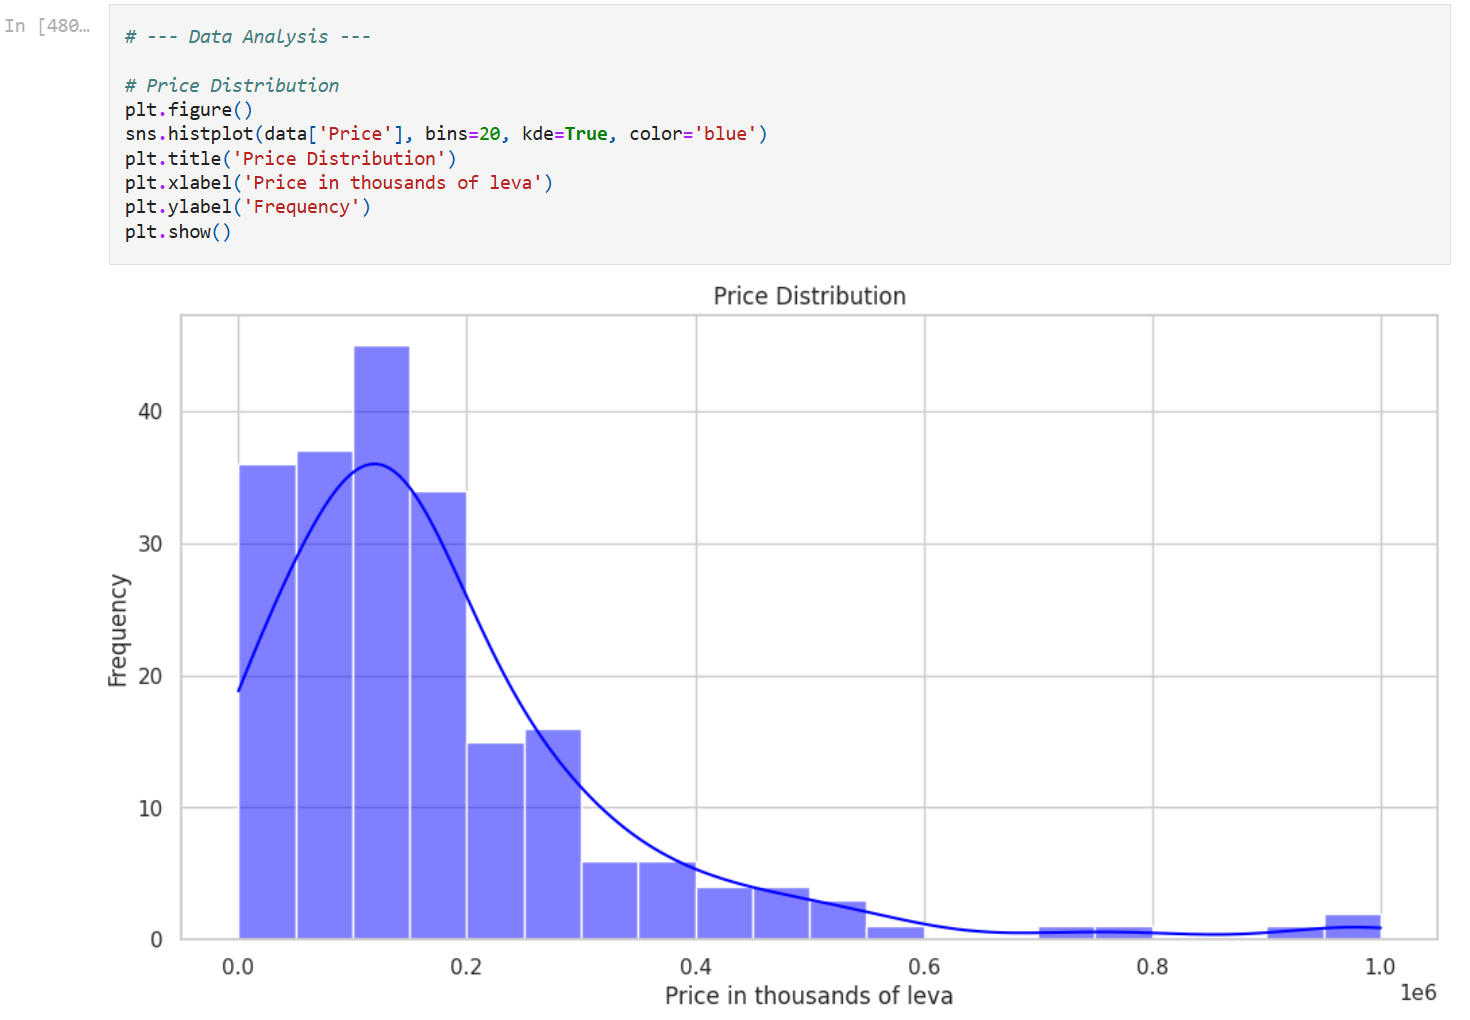 In [480…
# --- Data Analysis ---
# Price Distribution
plt.figure()
sns.histplot(data['Price'], bins=20, kde=True, color='blue')
plt.title('Price Distribution')
plt.xlabel('Price in thousands of leva')
plt.ylabel('Frequency')
plt.show()
Price Distribution
40
30
20
10
0
Frequency
0.0 0.2 0.4 0.6 0.8 1.0
1e6
Price in thousands of leva